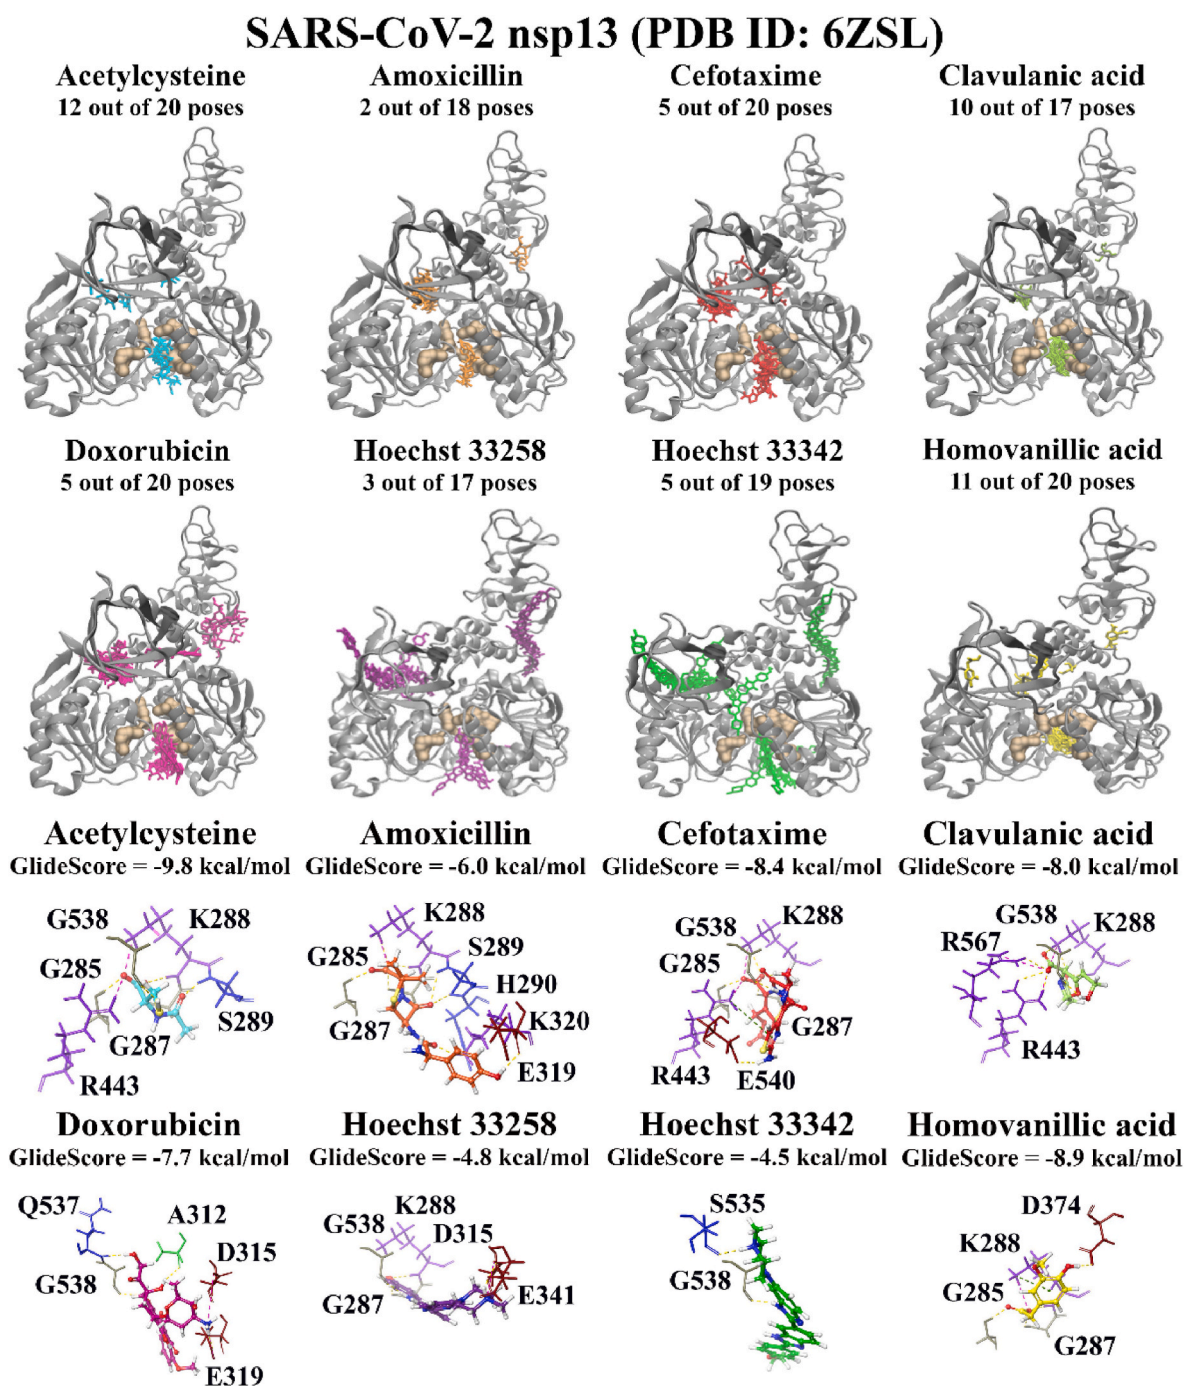 SARS-CoV-2 nsp13 (PDB ID: 6ZSL)
Acetylcysteine
12 out of 20 poses
Amoxicillin
2 out of 18 poses
Cefotaxime
5 out of 20 poses
Clavulanic acid
10 out of 17 poses
Doxorubicin
5 out of 20 poses
Hoechst 33258
3 out of 17 poses
Hoechst 33342
5 out of 19 poses
Homovanillic acid
11 out of 20 poses
Acetylcysteine
GlideScore = -9.8 kcal/mol
G538
K288
G285
S289
G287
R443
Amoxicillin
GlideScore = -6.0 kcal/mol
K288
G285
S289
H290
G287
K320
E319
Cefotaxime
GlideScore = -8.4 kcal/mol
K288
G538
G285
G287
R443
E540
Clavulanic acid
GlideScore = -8.0 kcal/mol
G538
R567
K288
R443
Doxorubicin
GlideScore = -7.7 kcal/mol
Q537
A312
D315
G538
E319
Hoechst 33258
GlideScore = -4.8 kcal/mol
K288
G538
D315
G287
E341
Hoechst 33342
GlideScore = -4.5 kcal/mol
S535
G538
Homovanillic acid
GlideScore = -8.9 kcal/mol
D374
K288
G285
G287